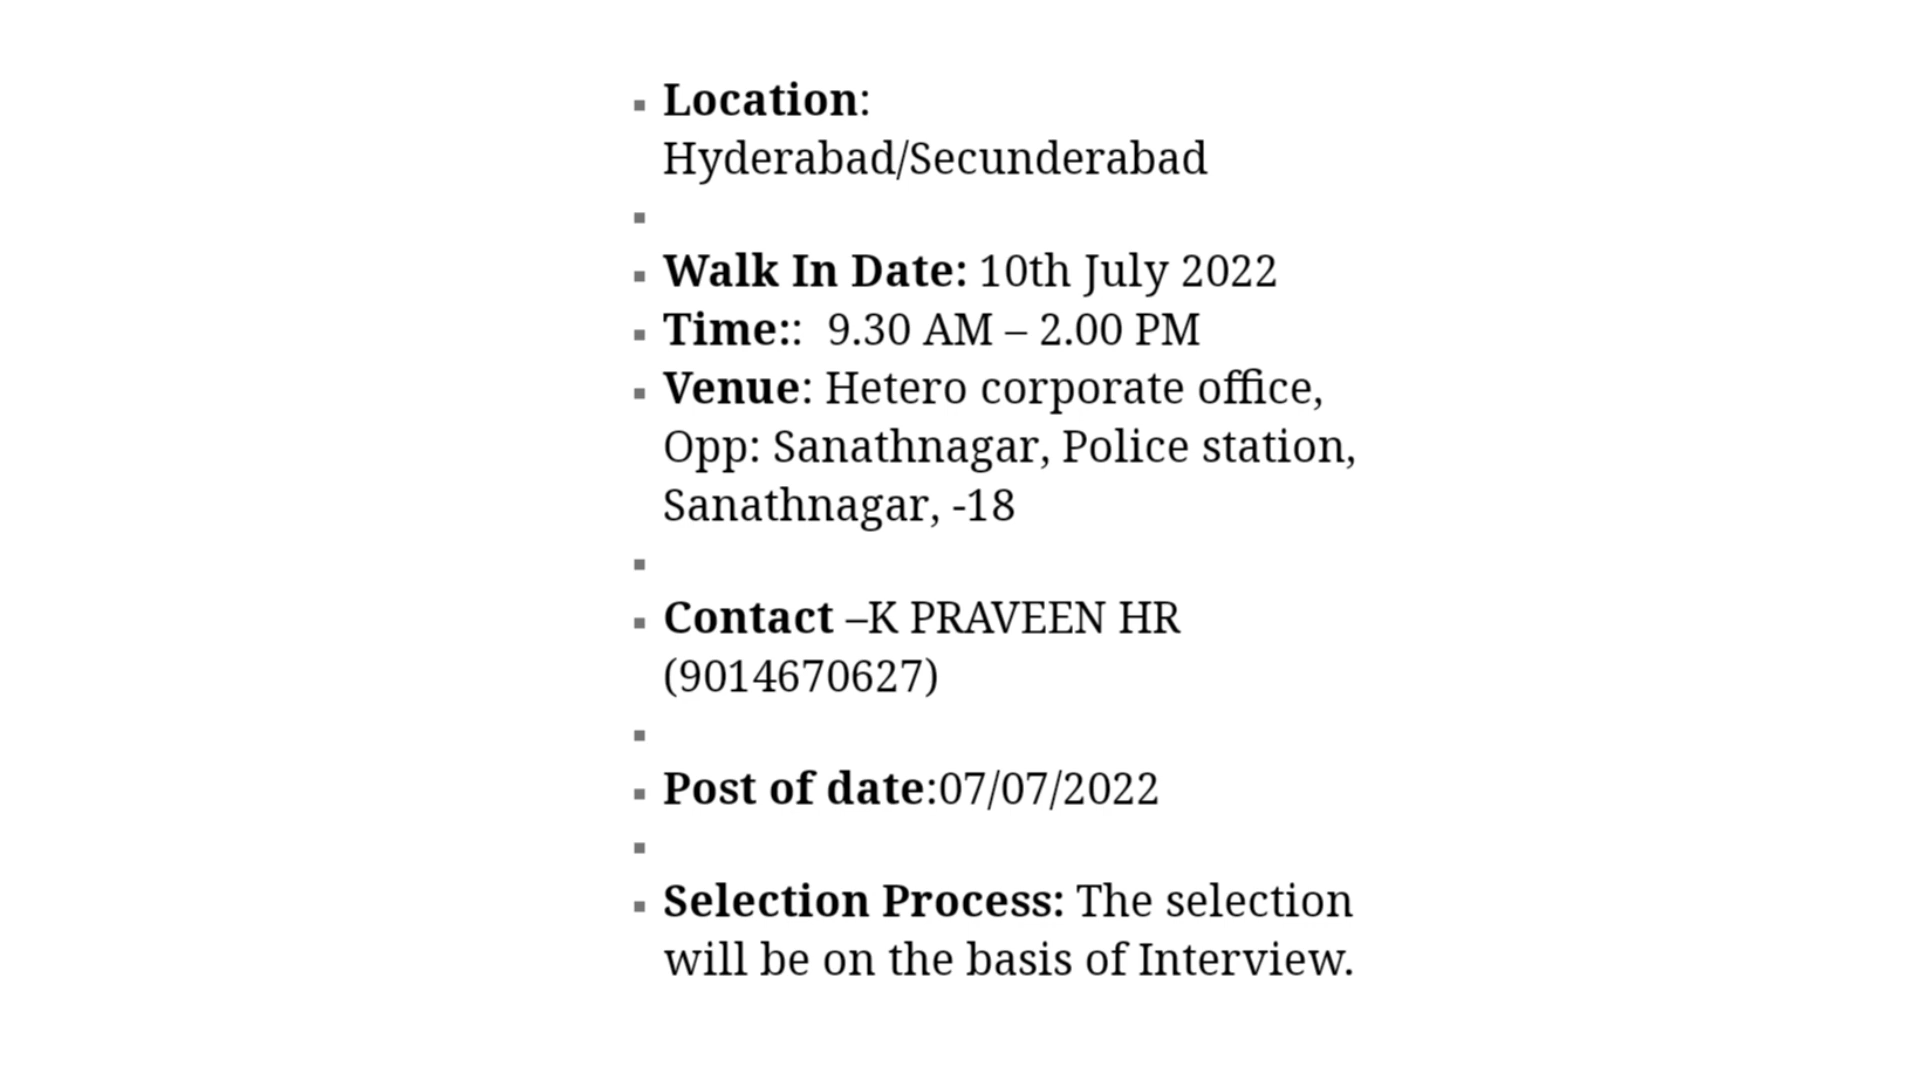 Location:
Hyderabad/Secunderabad
Walk In Date: 10th July 2022
Time::  9.30 AM – 2.00 PM
Venue: Hetero corporate office,
Opp: Sanathnagar, Police station,
Sanathnagar, -18
Contact –K PRAVEEN HR
(9014670627)
Post of date:07/07/2022
Selection Process: The selection
will be on the basis of Interview.